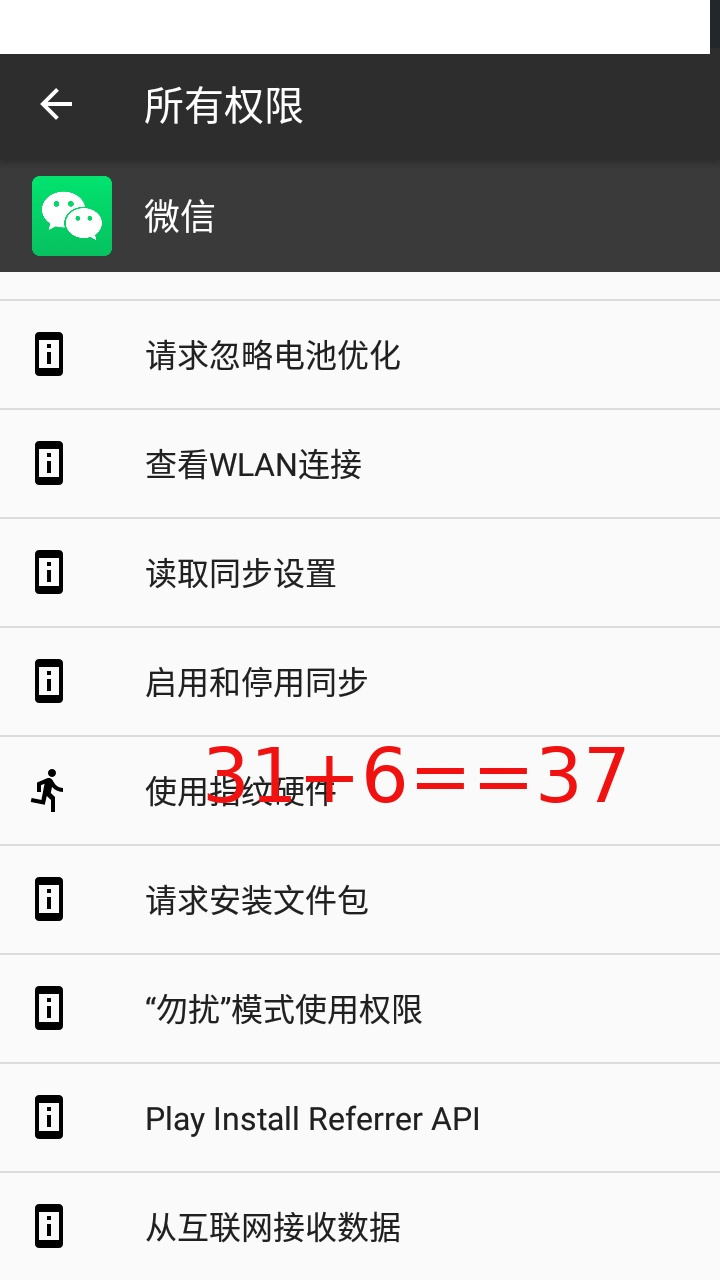 所有权限
微信
请求忽略电池优化
查看WLAN连接
读取同步设置
启用和停用同步
31+6==37
使用指纹硬件
请求安装文件包
“勿扰”模式使用权限
Play Install Referrer API
从互联网接收数据